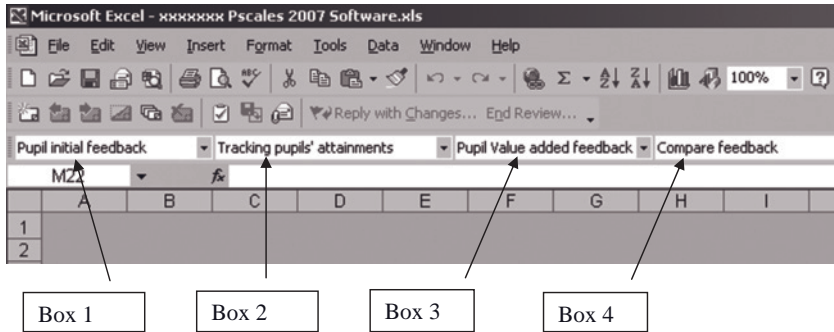 Microsoft Excel - xxxxxxx Pscales 2007 Software.xls
File Edit View Insert Format Tools Data Window Help
100%
Reply with Changes... End Review...
Pupil initial feedback Tracking pupils' attainments Pupil Value added feedback Compare feedback
M22 fx
A B C D E F G H I
1
2
Box 1 Box 2 Box 3 Box 4